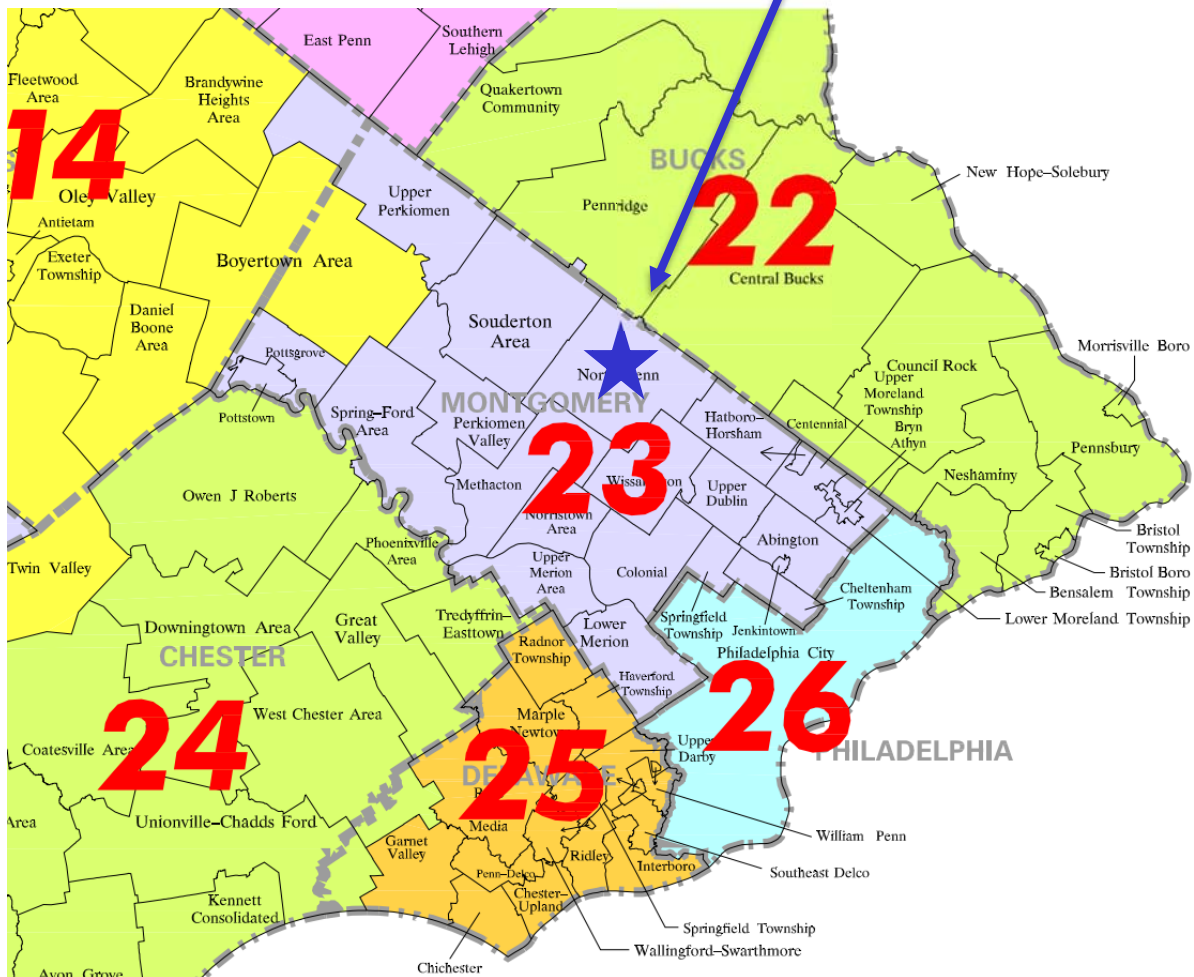 East Penn
Southern
Lehigh
Fleetwood
Area
Brandywine
Heights
Area
Quakertown
Community
14
BUCKS
22
New Hope–Solebury
Oley Valley
Upper
Perkiomen
Pennridge
Antietam
Exeter
Township
Boyertown Area
Central Bucks
Daniel
Boone
Area
Souderton
Area
Morrisville Boro
Pottsgrove
Council Rock
Upper
Moreland
Township
Bryn
Athyn
MONTGOMERY
Pottstown
Spring–Ford
Area
Perkiomen
Valley
Hatboro–
Horsham
Centennial
Pennsbury
23
Methacton
Upper
Dublin
Neshaminy
Owen J Roberts
Norristown
Area
Abington
Bristol
Township
Phoenixville
Area
Upper
Merion
Area
Colonial
Twin Valley
Cheltenham
Township
Bristol Boro
Bensalem Township
Lower Moreland Township
Downingtown Area
Great
Valley
Tredyffrin–
Easttown
Lower
Merion
Springfield
Township
Jenkintown
CHESTER
Radnor
Township
Philadelphia City
Haverford
Township
24
26
West Chester Area
Marple
Coatesville Area
25
Upper
Darby
PHILADELPHIA
DELAWARE
Area
Unionville–Chadds Ford
Media
William Penn
Garnet
Valley
Ridley
Interboro
Southeast Delco
Penn–Delco
Chester–
Upland
Kennett
Consolidated
Springfield Township
Wallingford–Swarthmore
Chichester
Avon Grove